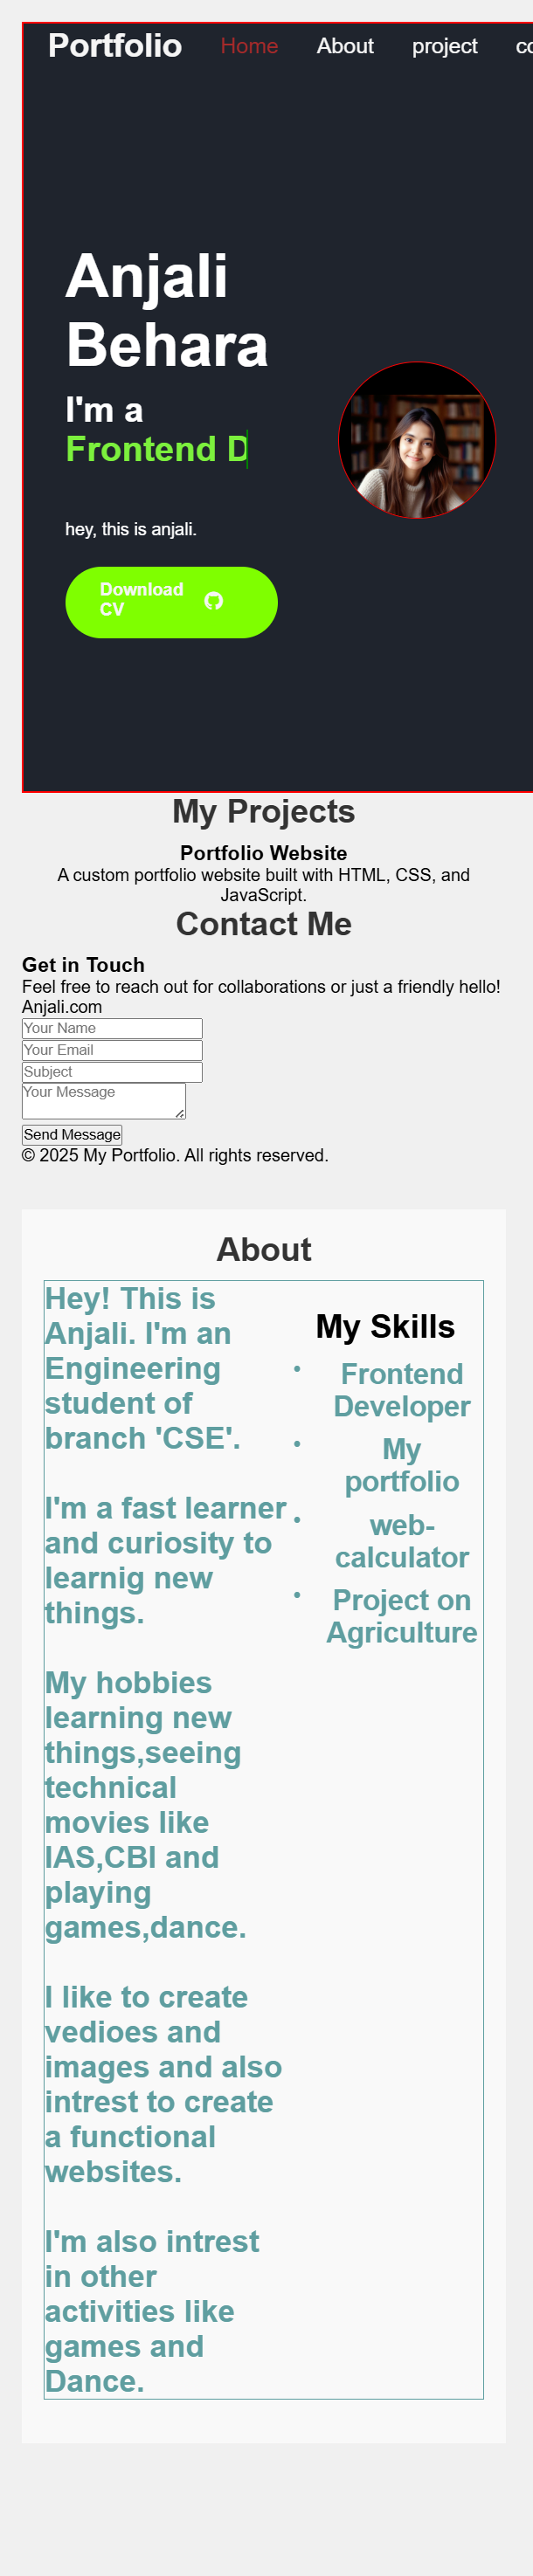 Portfolio Home About project co
Anjali
Behara
I'm a
Frontend D
hey, this is anjali.
Download
CV
My Projects
Portfolio Website
A custom portfolio website built with HTML, CSS, and
JavaScript.
Contact Me
Get in Touch
Feel free to reach out for collaborations or just a friendly hello!
Anjali.com
Your Name
Your Email
Subject
Your Message
Send Message
© 2025 My Portfolio. All rights reserved.
About
Hey! This is
Anjali. I'm an
Engineering
student of
branch 'CSE'.
I'm a fast learner
and curiosity to
learnig new
things.
My hobbies
learning new
things,seeing
technical
movies like
IAS,CBI and
playing
games,dance.
I like to create
vedioes and
images and also
intrest to create
a functional
websites.
I'm also intrest
in other
activities like
games and
Dance.
My Skills
• Frontend
Developer
• My
portfolio
• web-
calculator
• Project on
Agriculture